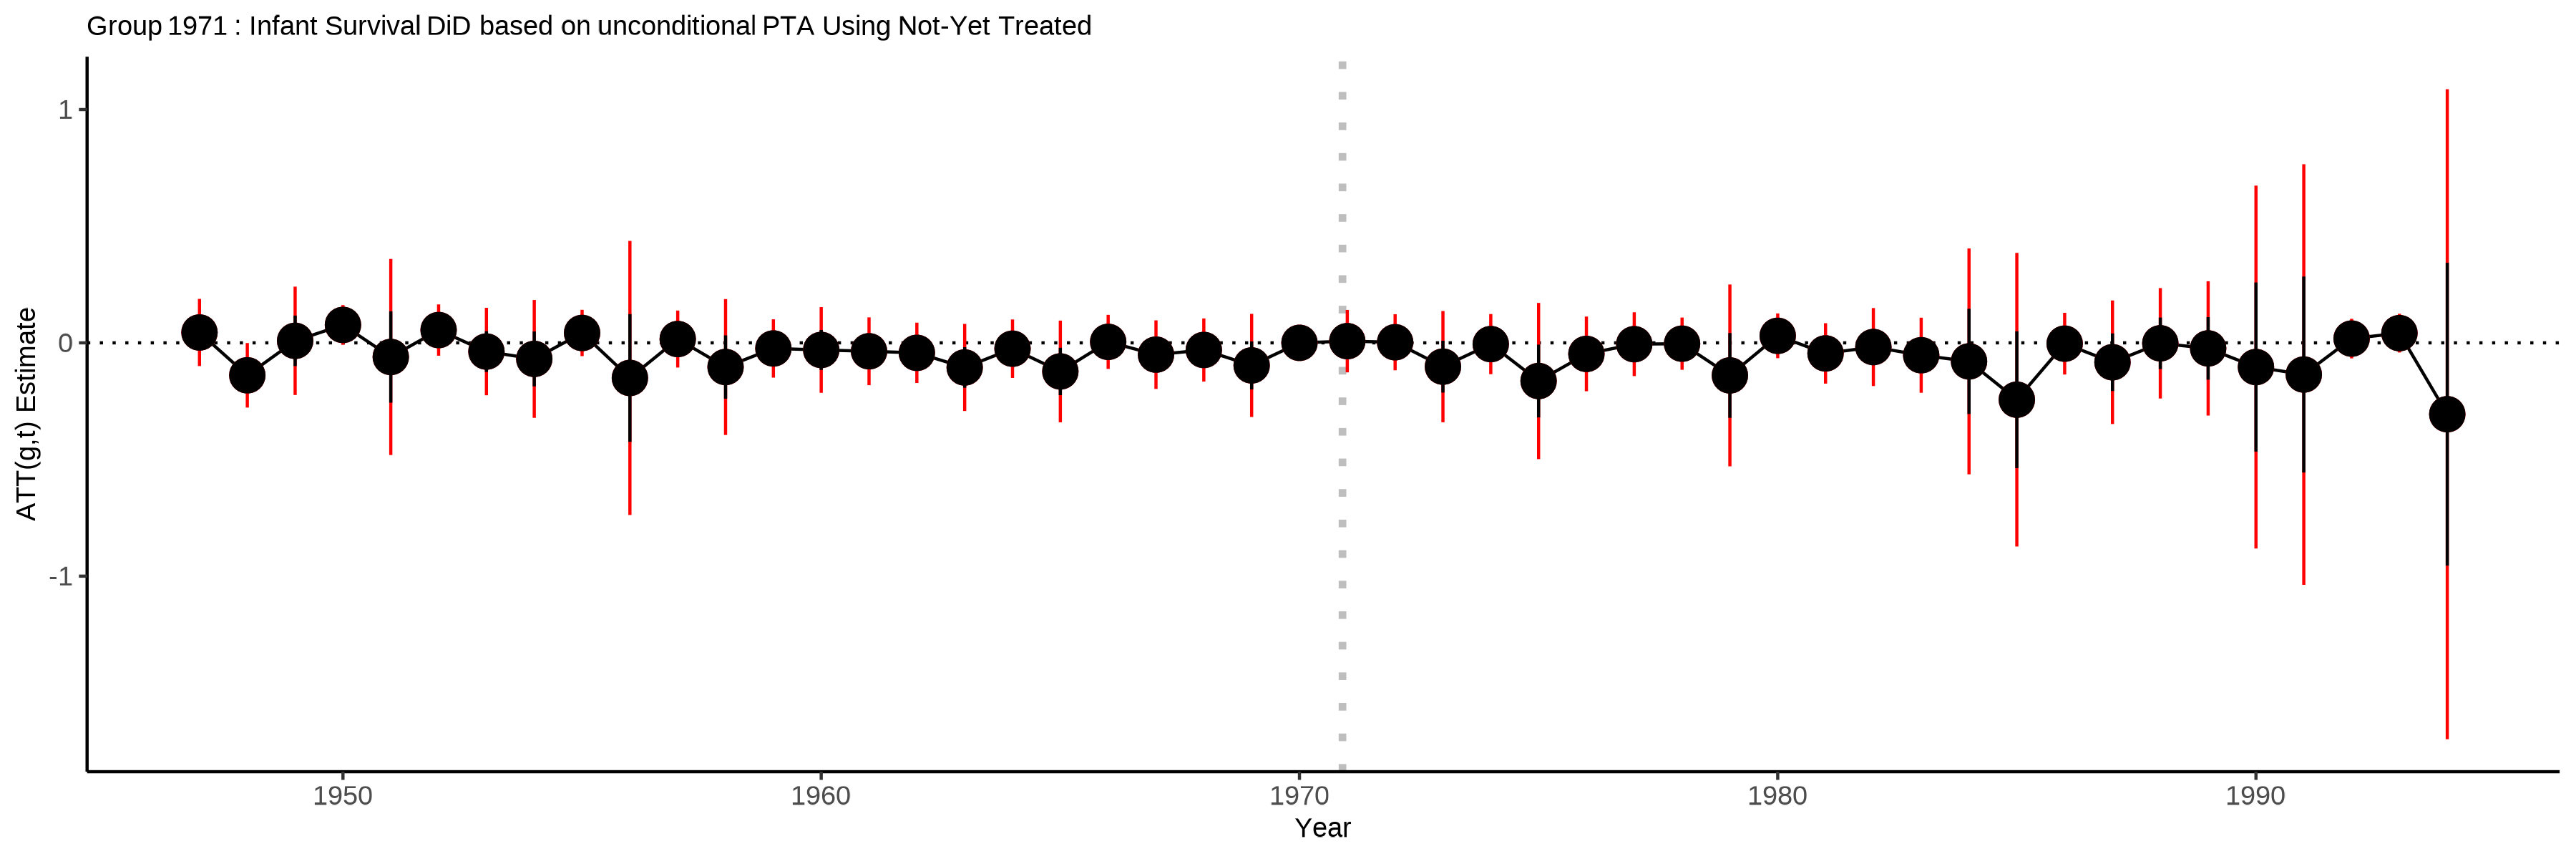 Group 1971 : Infant Survival DiD based on unconditional PTA Using Not-Yet Treated
ATT(g,t) Estimate
1
0
-1
1950 1960 1970 1980 1990
Year